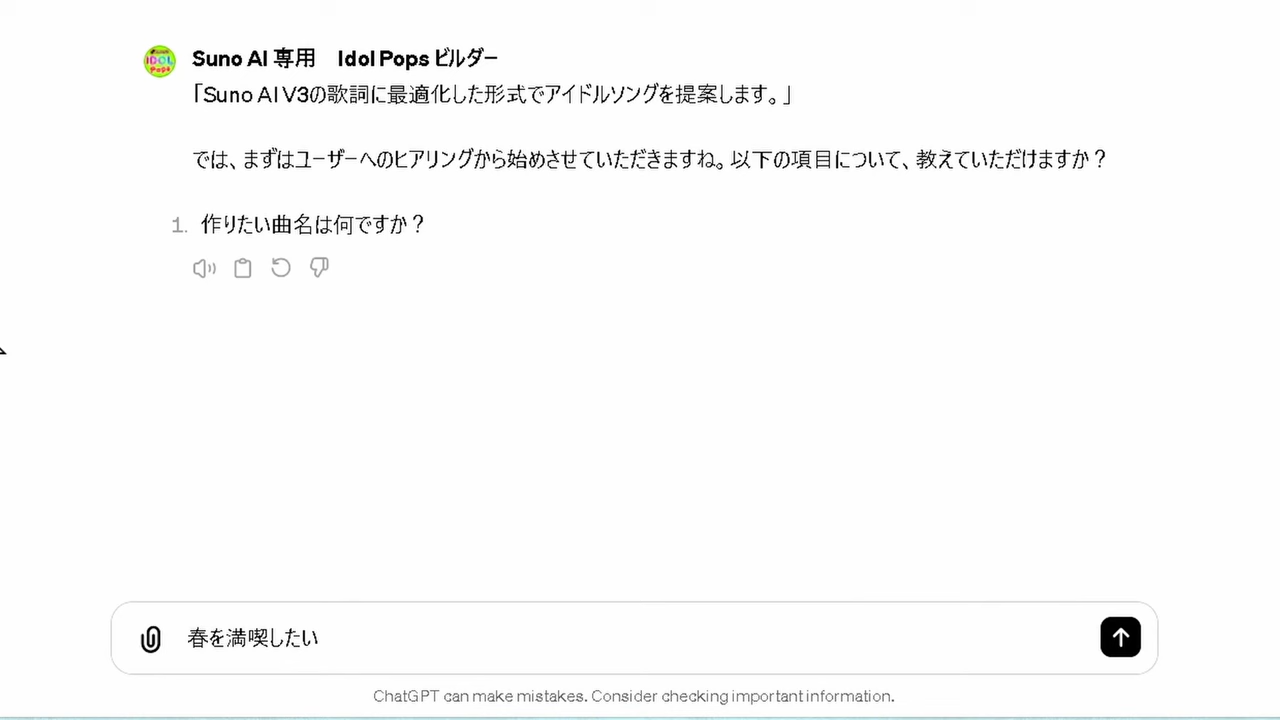 Suno AI 専用　Idol Pops ビルダー
「Suno AI V3の歌詞に最適化した形式でアイドルソングを提案します。」
では、まずはユーザーへのヒアリングから始めさせていただきますね。以下の項目について、教えていただけますか？
1. 作りたい曲名は何ですか？
春を満喫したい
ChatGPT can make mistakes. Consider checking important information.